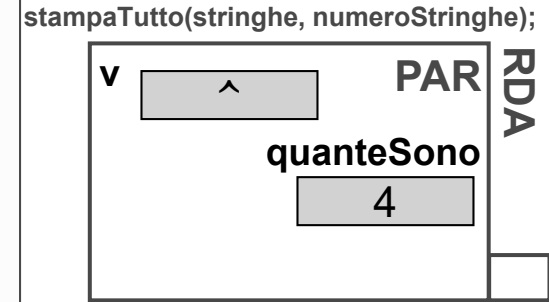 stampaTutto(stringhe, numeroStringhe);
v
^
PAR
RDA
quanteSono
4